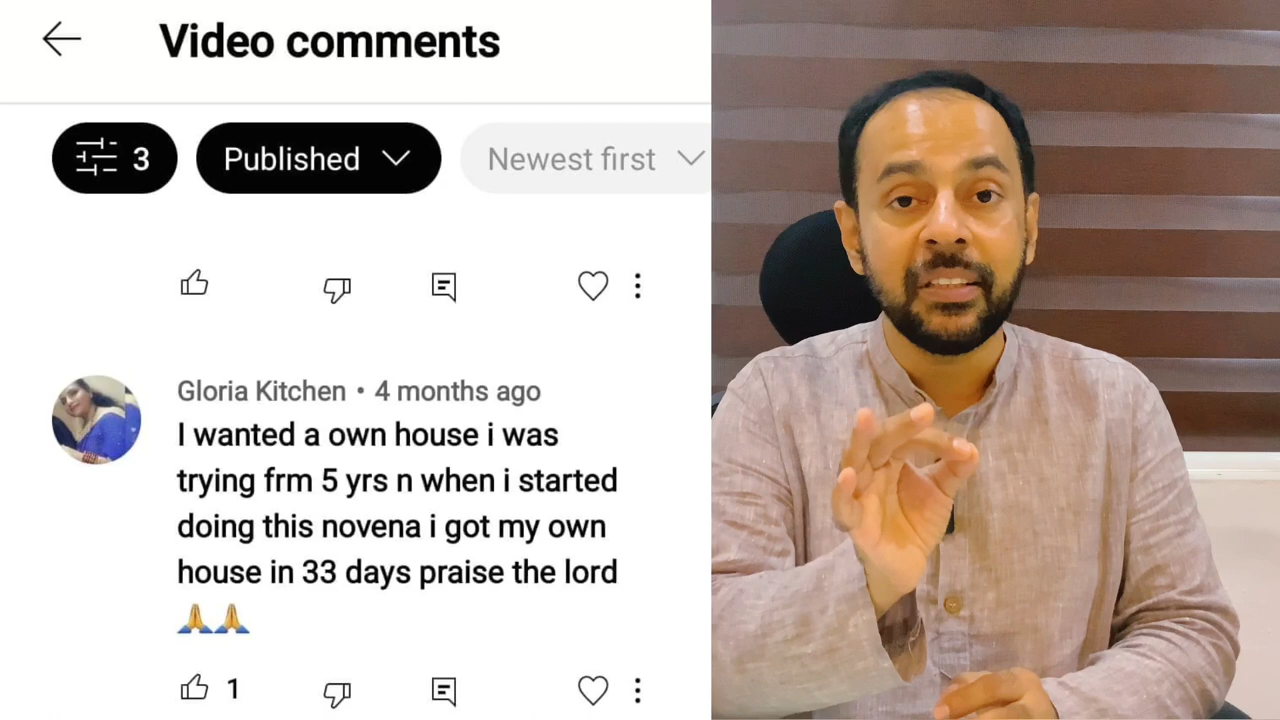 Video comments
3
Published
Newest first
Gloria Kitchen • 4 months ago
I wanted a own house i was
trying frm 5 yrs n when i started
doing this novena i got my own
house in 33 days praise the lord
🙏🙏
1